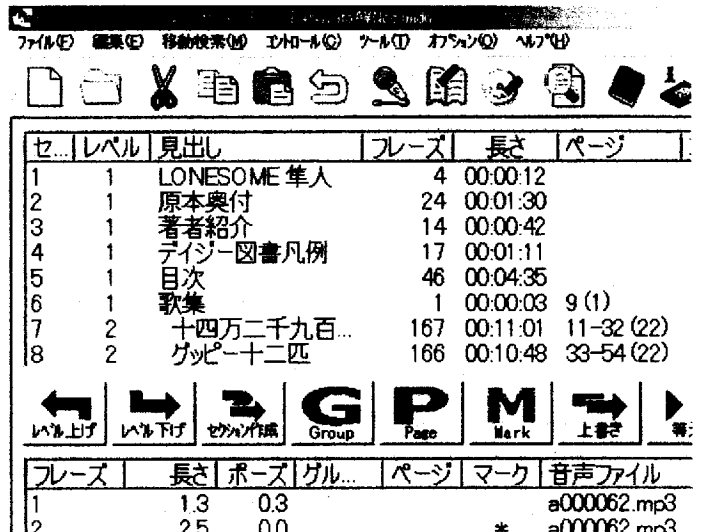 ファイル(F) 編集(E) 移動検索(M) コントロール(C) ツール(T) オプション(O) ヘルプ(H)
セ... レベル 見出し フレーズ 長さ ページ
1 1 LONESOME 隼人 4 00:00:12
2 1 原本奥付 24 00:01:30
3 1 著者紹介 14 00:00:42
4 1 デイジー図書凡例 17 00:01:11
5 1 目次 46 00:04:35
6 1 歌集 1 00:00:03 9 (1)
7 2 十四万二千九百... 167 00:11:01 11-32 (22)
8 2 グッピー十二匹 166 00:10:48 33-54 (22)
レベル上げ レベル下げ セクション作成 Group Page Mark 上書き
フレーズ 長さ ポーズ グル... ページ マーク 音声ファイル
1 1.3 0.3 a000062.mp3
2 2.5 0.0 * a000062.mp3